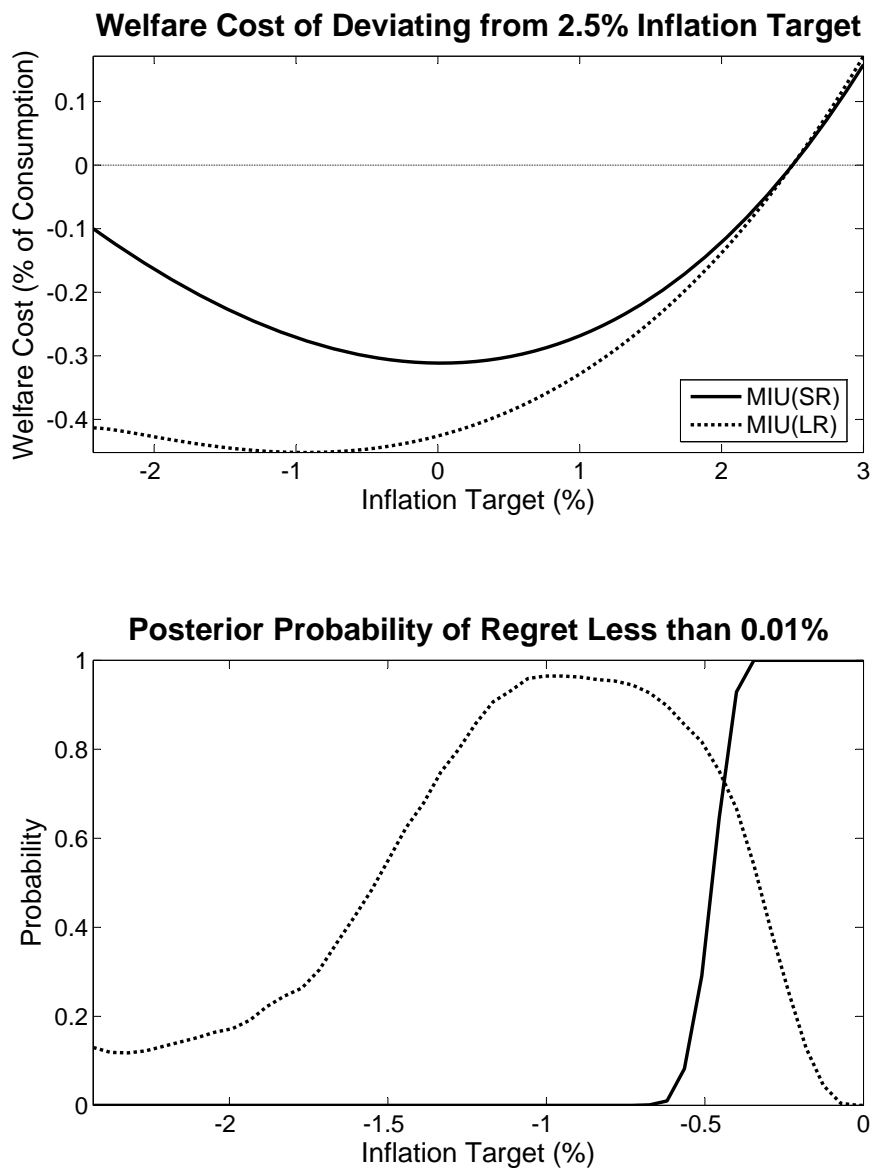 Welfare Cost of Deviating from 2.5% Inflation Target
Welfare Cost (% of Consumption)
0.1
0
-0.1
-0.2
-0.3
-0.4
MIU(SR)
MIU(LR)
-2 -1 0 1 2 3
Inflation Target (%)
Posterior Probability of Regret Less than 0.01%
Probability
1
0.8
0.6
0.4
0.2
0
-2 -1.5 -1 -0.5 0
Inflation Target (%)